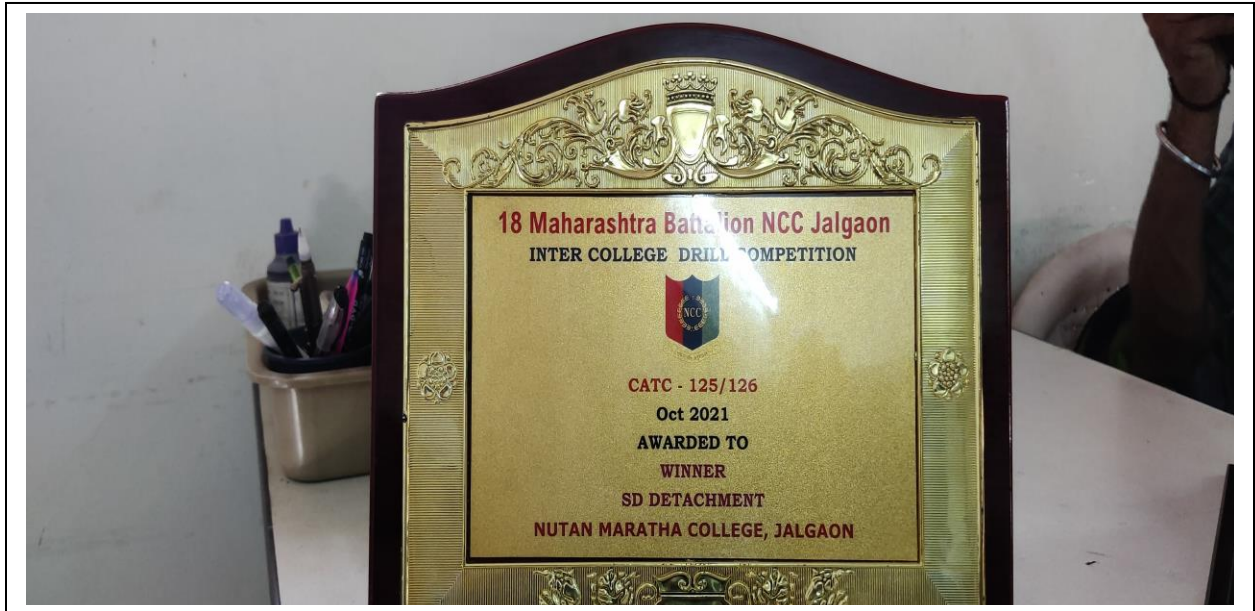 18 Maharashtra Battalion NCC Jalgaon
INTER COLLEGE DRILL COMPETITION
NCC
CATC - 125/126
Oct 2021
AWARDED TO
WINNER
SD DETACHMENT
NUTAN MARATHA COLLEGE, JALGAON